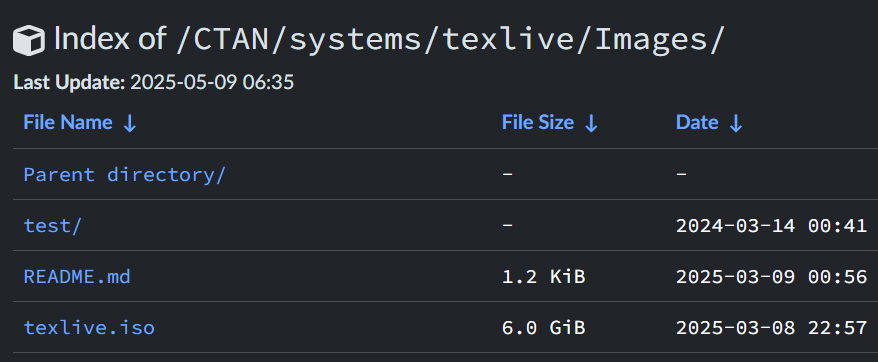 Index of /CTAN/systems/texlive/Images/
Last Update: 2025-05-09 06:35
File Name ↓ File Size ↓ Date ↓
Parent directory/ - -
test/ - 2024-03-14 00:41
README.md 1.2 KiB 2025-03-09 00:56
texlive.iso 6.0 GiB 2025-03-08 22:57